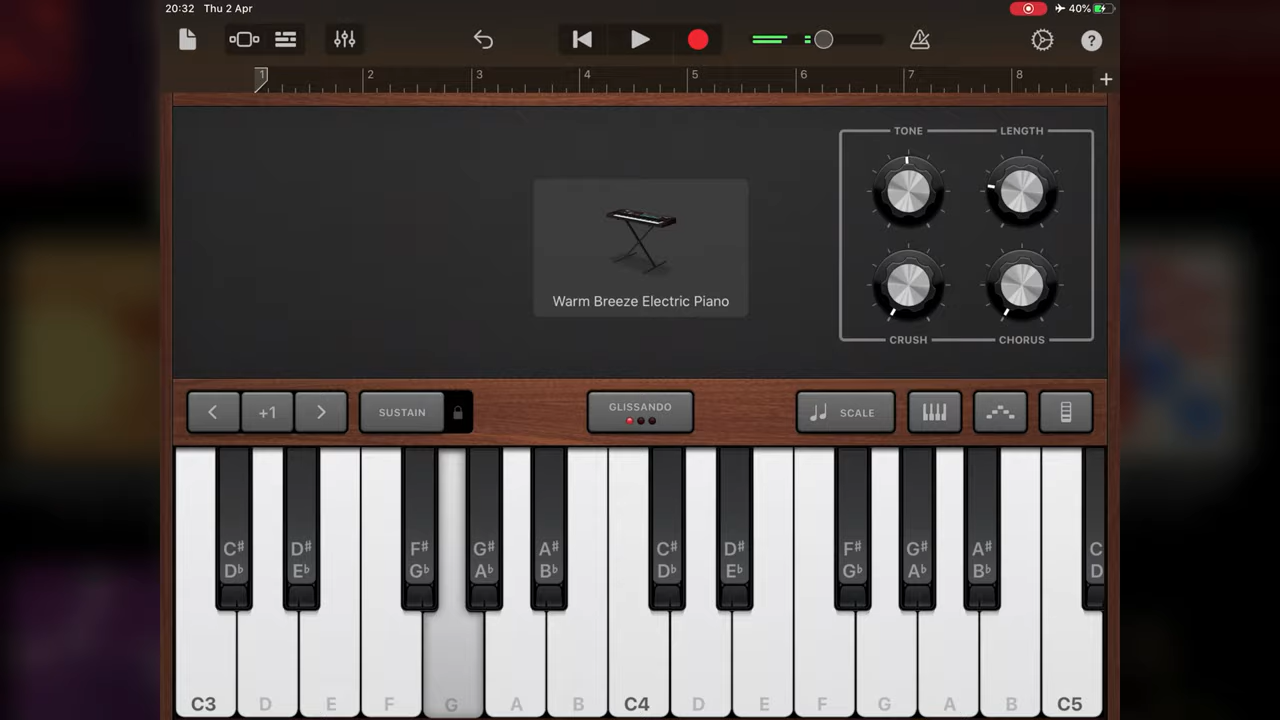 20:32 Thu 2 Apr
40%
?
1 2 3 4 5 6 7 8 +
TONE LENGTH
Warm Breeze Electric Piano
CRUSH CHORUS
+1 SUSTAIN GLISSANDO SCALE
C♯ D♯ F♯ G♯ A♯ C♯ D♯ F♯ G♯ A♯ C
D♭ E♭ G♭ A♭ B♭ D♭ E♭ G♭ A♭ B♭ D
C3 D E F G A B C4 D E F G A B C5